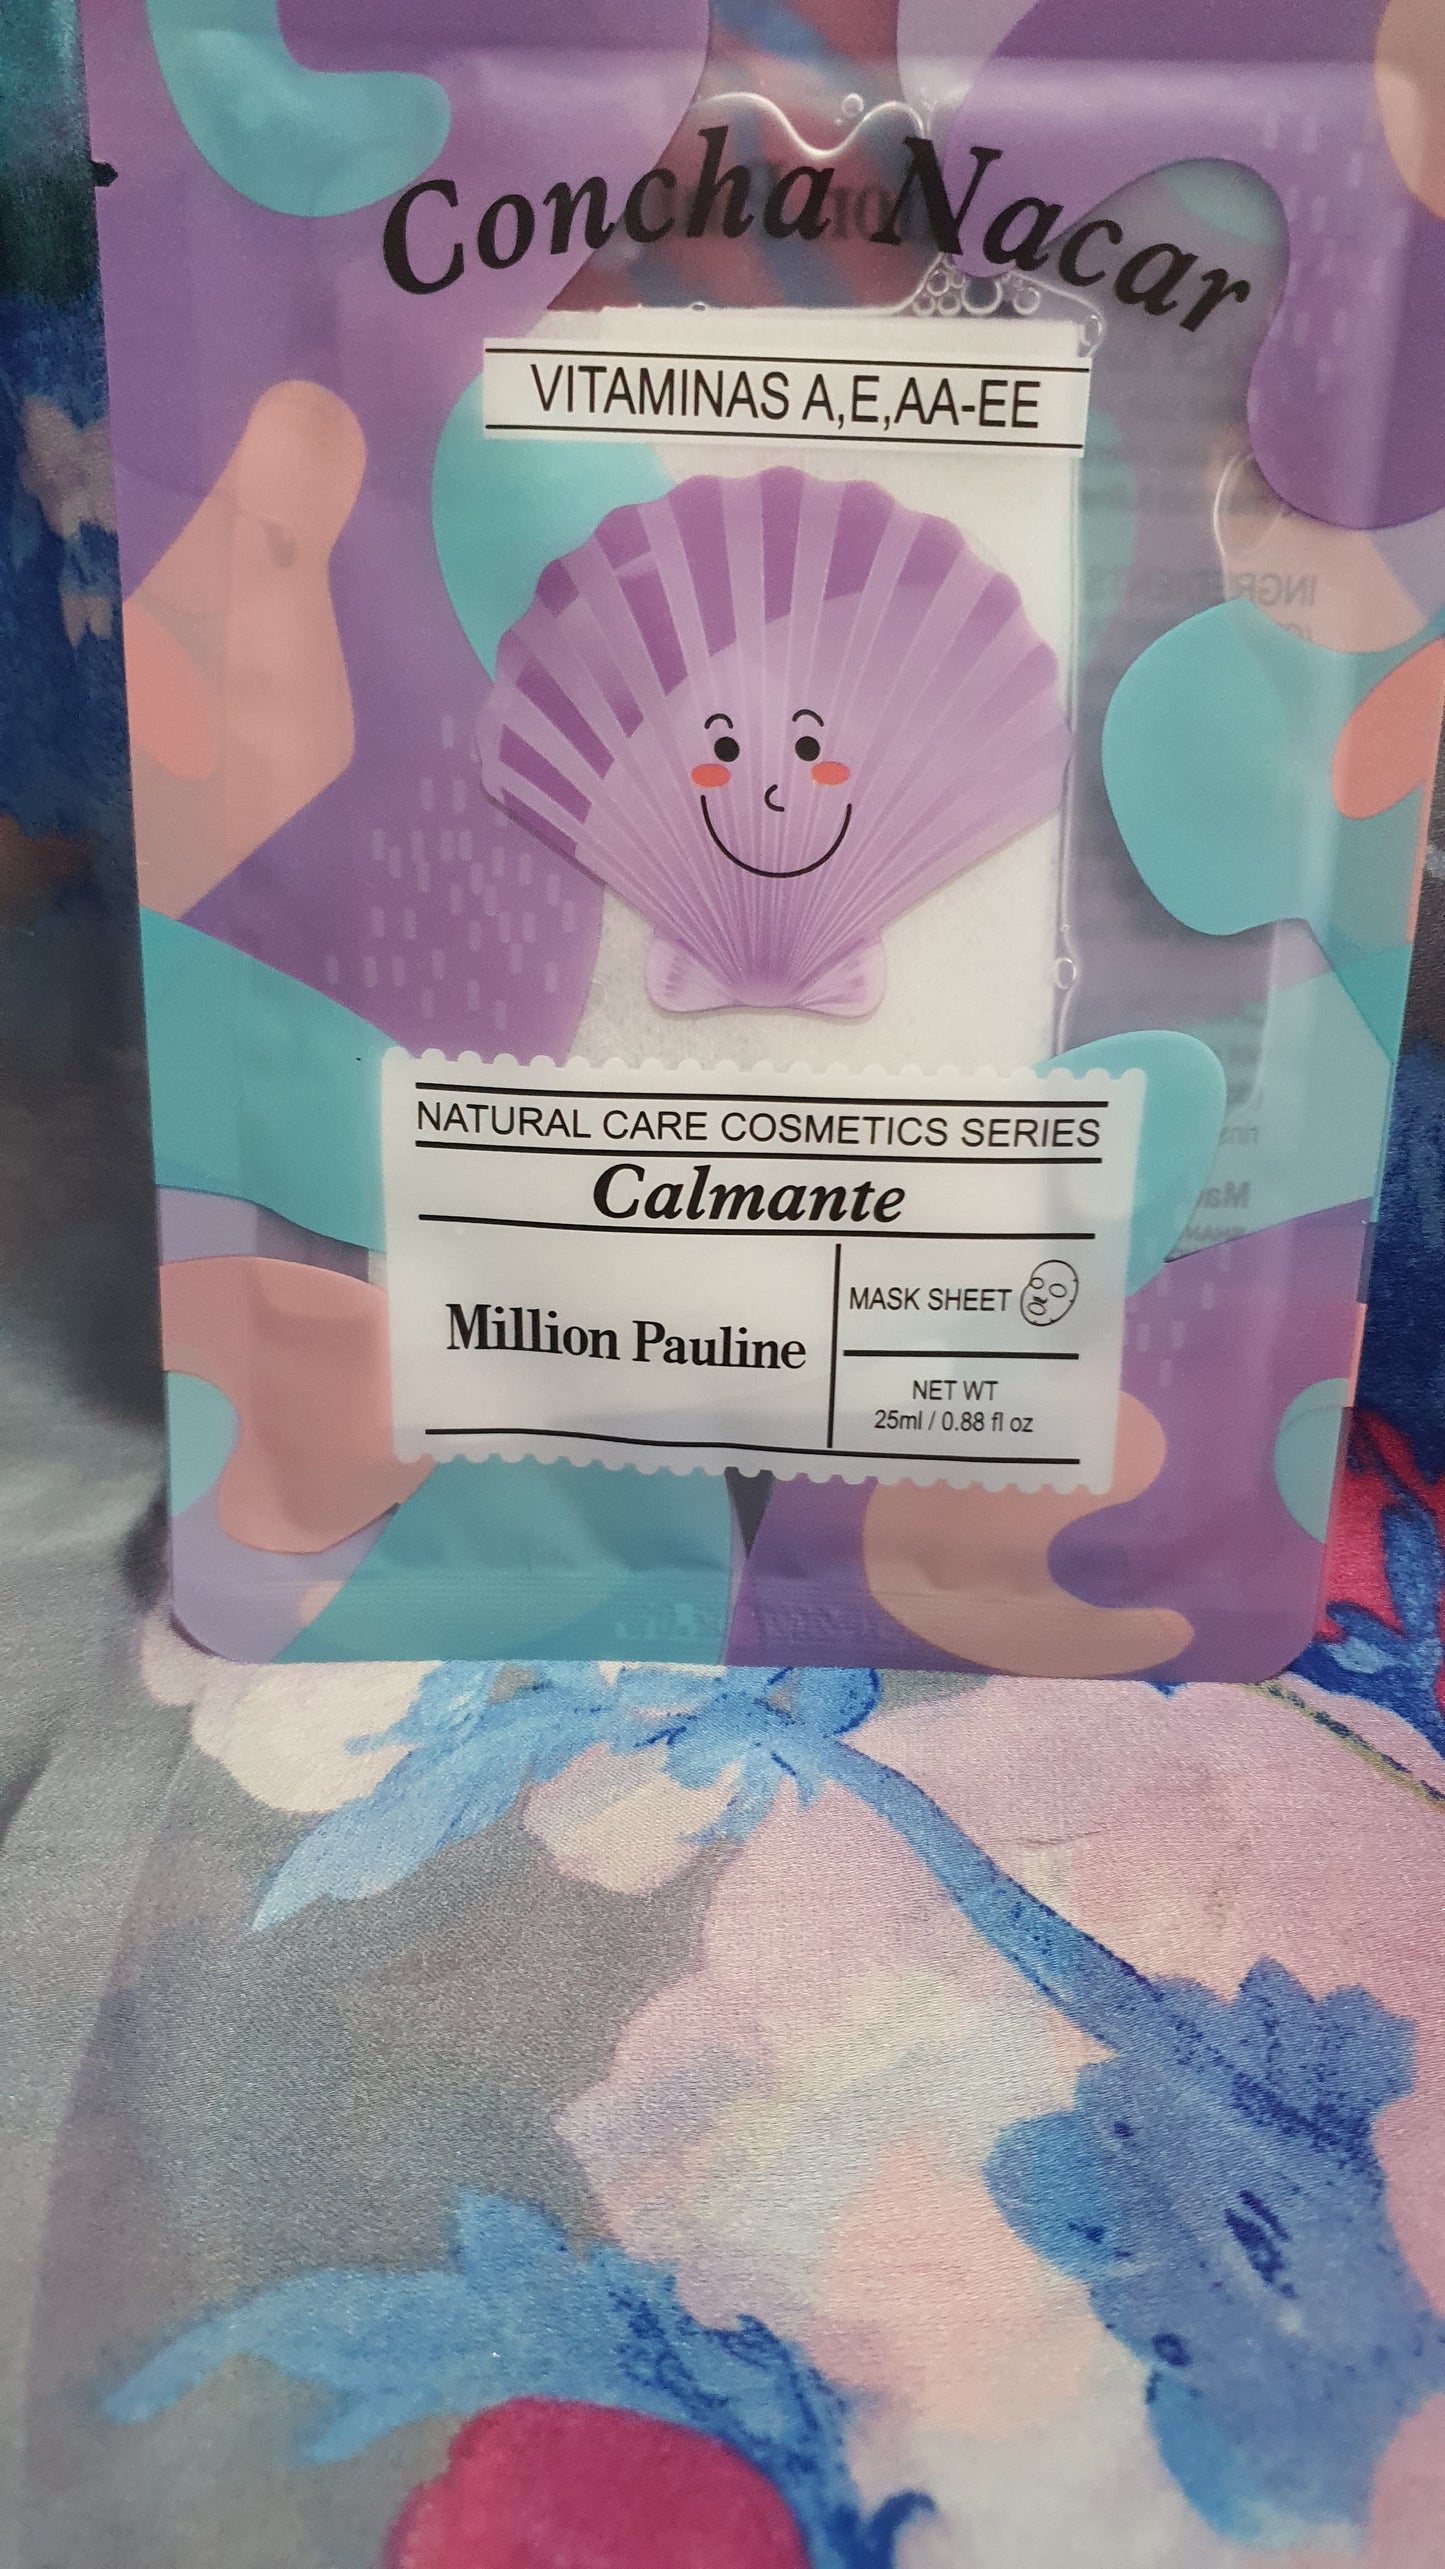 Concha Nacar
VITAMINAS A,E,AA-EE
NATURAL CARE COSMETICS SERIES
Calmante
Million Pauline
MASK SHEET
NET WT
25ml / 0.88 fl oz
INGREDIENTS